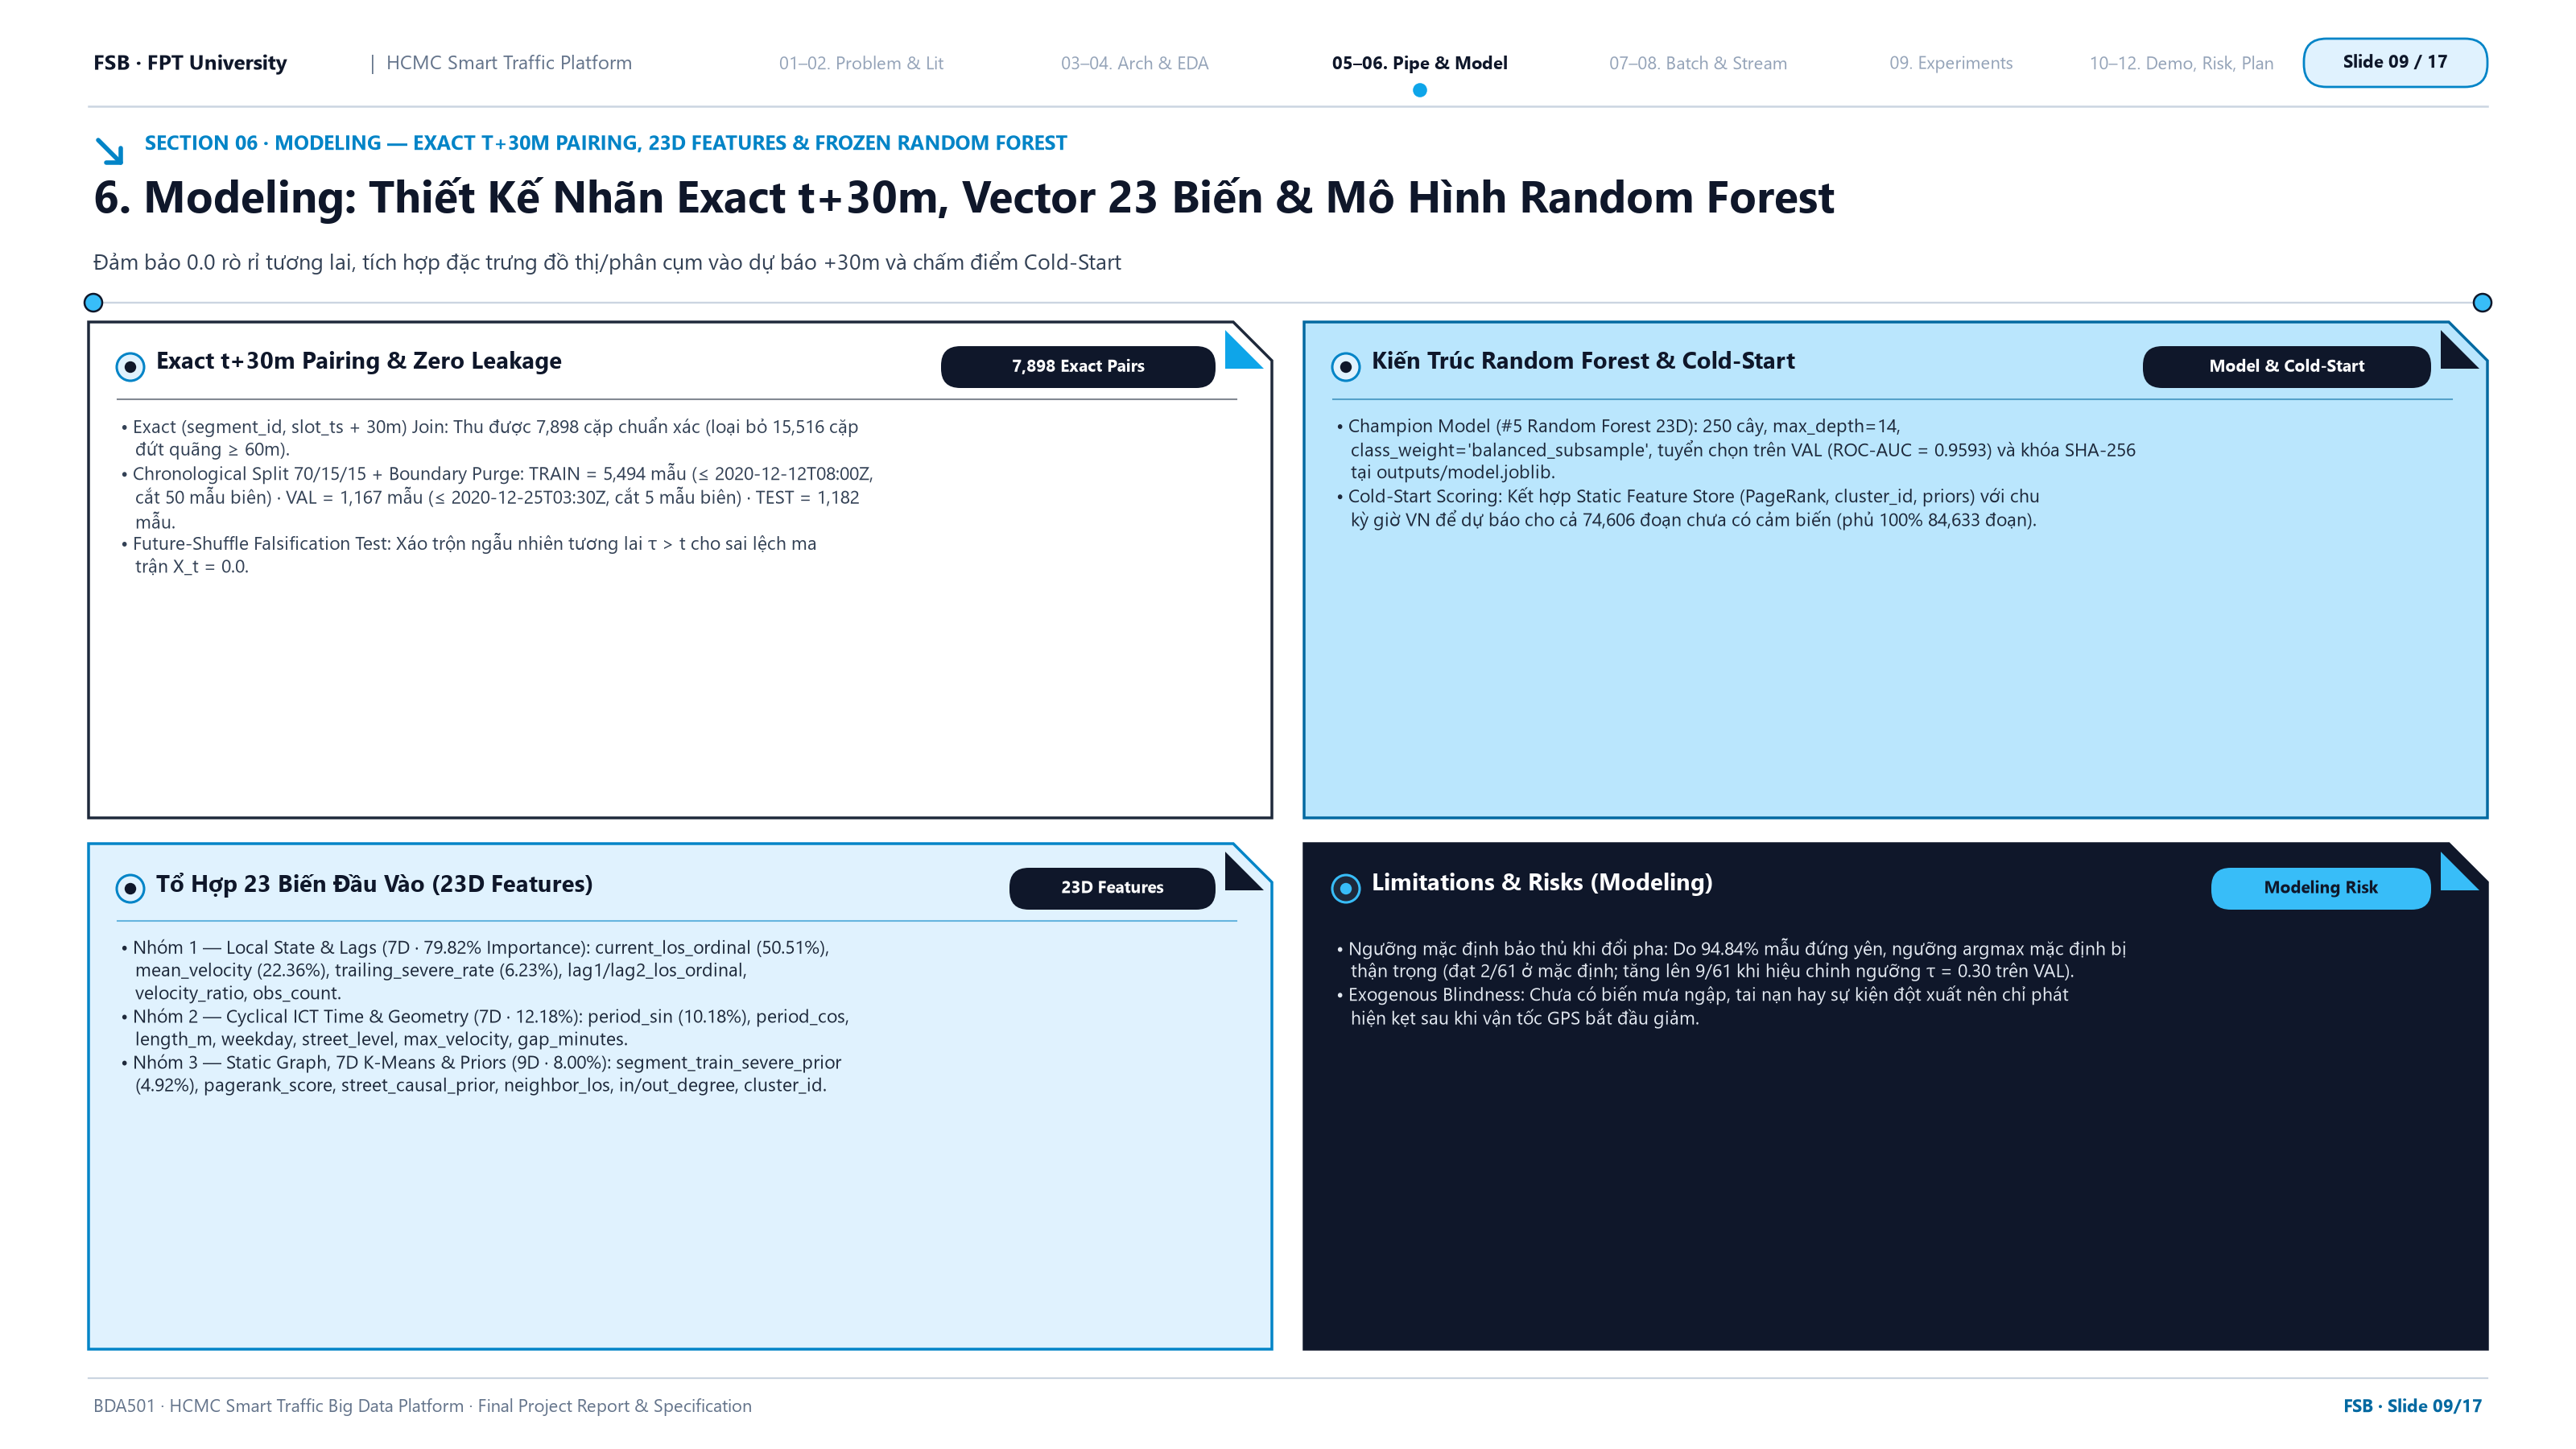 FSB · FPT University | HCMC Smart Traffic Platform 01–02. Problem & Lit 03–04. Arch & EDA 05–06. Pipe & Model 07–08. Batch & Stream 09. Experiments 10–12. Demo, Risk, Plan Slide 09 / 17
SECTION 06 · MODELING — EXACT T+30M PAIRING, 23D FEATURES & FROZEN RANDOM FOREST
6. Modeling: Thiết Kế Nhãn Exact t+30m, Vector 23 Biến & Mô Hình Random Forest
Đảm bảo 0.0 rò rỉ tương lai, tích hợp đặc trưng đồ thị/phân cụm vào dự báo +30m và chấm điểm Cold-Start
Exact t+30m Pairing & Zero Leakage
7,898 Exact Pairs
• Exact (segment_id, slot_ts + 30m) Join: Thu được 7,898 cặp chuẩn xác (loại bỏ 15,516 cặp
đứt quãng ≥ 60m).
• Chronological Split 70/15/15 + Boundary Purge: TRAIN = 5,494 mẫu (≤ 2020-12-12T08:00Z,
cắt 50 mẫu biên) · VAL = 1,167 mẫu (≤ 2020-12-25T03:30Z, cắt 5 mẫu biên) · TEST = 1,182
mẫu.
• Future-Shuffle Falsification Test: Xáo trộn ngẫu nhiên tương lai τ > t cho sai lệch ma
trận X_t = 0.0.
Kiến Trúc Random Forest & Cold-Start
Model & Cold-Start
• Champion Model (#5 Random Forest 23D): 250 cây, max_depth=14,
class_weight='balanced_subsample', tuyển chọn trên VAL (ROC-AUC = 0.9593) và khóa SHA-256
tại outputs/model.joblib.
• Cold-Start Scoring: Kết hợp Static Feature Store (PageRank, cluster_id, priors) với chu
kỳ giờ VN để dự báo cho cả 74,606 đoạn chưa có cảm biến (phủ 100% 84,633 đoạn).
Tổ Hợp 23 Biến Đầu Vào (23D Features)
23D Features
• Nhóm 1 — Local State & Lags (7D · 79.82% Importance): current_los_ordinal (50.51%),
mean_velocity (22.36%), trailing_severe_rate (6.23%), lag1/lag2_los_ordinal,
velocity_ratio, obs_count.
• Nhóm 2 — Cyclical ICT Time & Geometry (7D · 12.18%): period_sin (10.18%), period_cos,
length_m, weekday, street_level, max_velocity, gap_minutes.
• Nhóm 3 — Static Graph, 7D K-Means & Priors (9D · 8.00%): segment_train_severe_prior
(4.92%), pagerank_score, street_causal_prior, neighbor_los, in/out_degree, cluster_id.
Limitations & Risks (Modeling)
Modeling Risk
• Ngưỡng mặc định bảo thủ khi đổi pha: Do 94.84% mẫu đứng yên, ngưỡng argmax mặc định bị
thận trọng (đạt 2/61 ở mặc định; tăng lên 9/61 khi hiệu chỉnh ngưỡng τ = 0.30 trên VAL).
• Exogenous Blindness: Chưa có biến mưa ngập, tai nạn hay sự kiện đột xuất nên chỉ phát
hiện kẹt sau khi vận tốc GPS bắt đầu giảm.
BDA501 · HCMC Smart Traffic Big Data Platform · Final Project Report & Specification
FSB · Slide 09/17